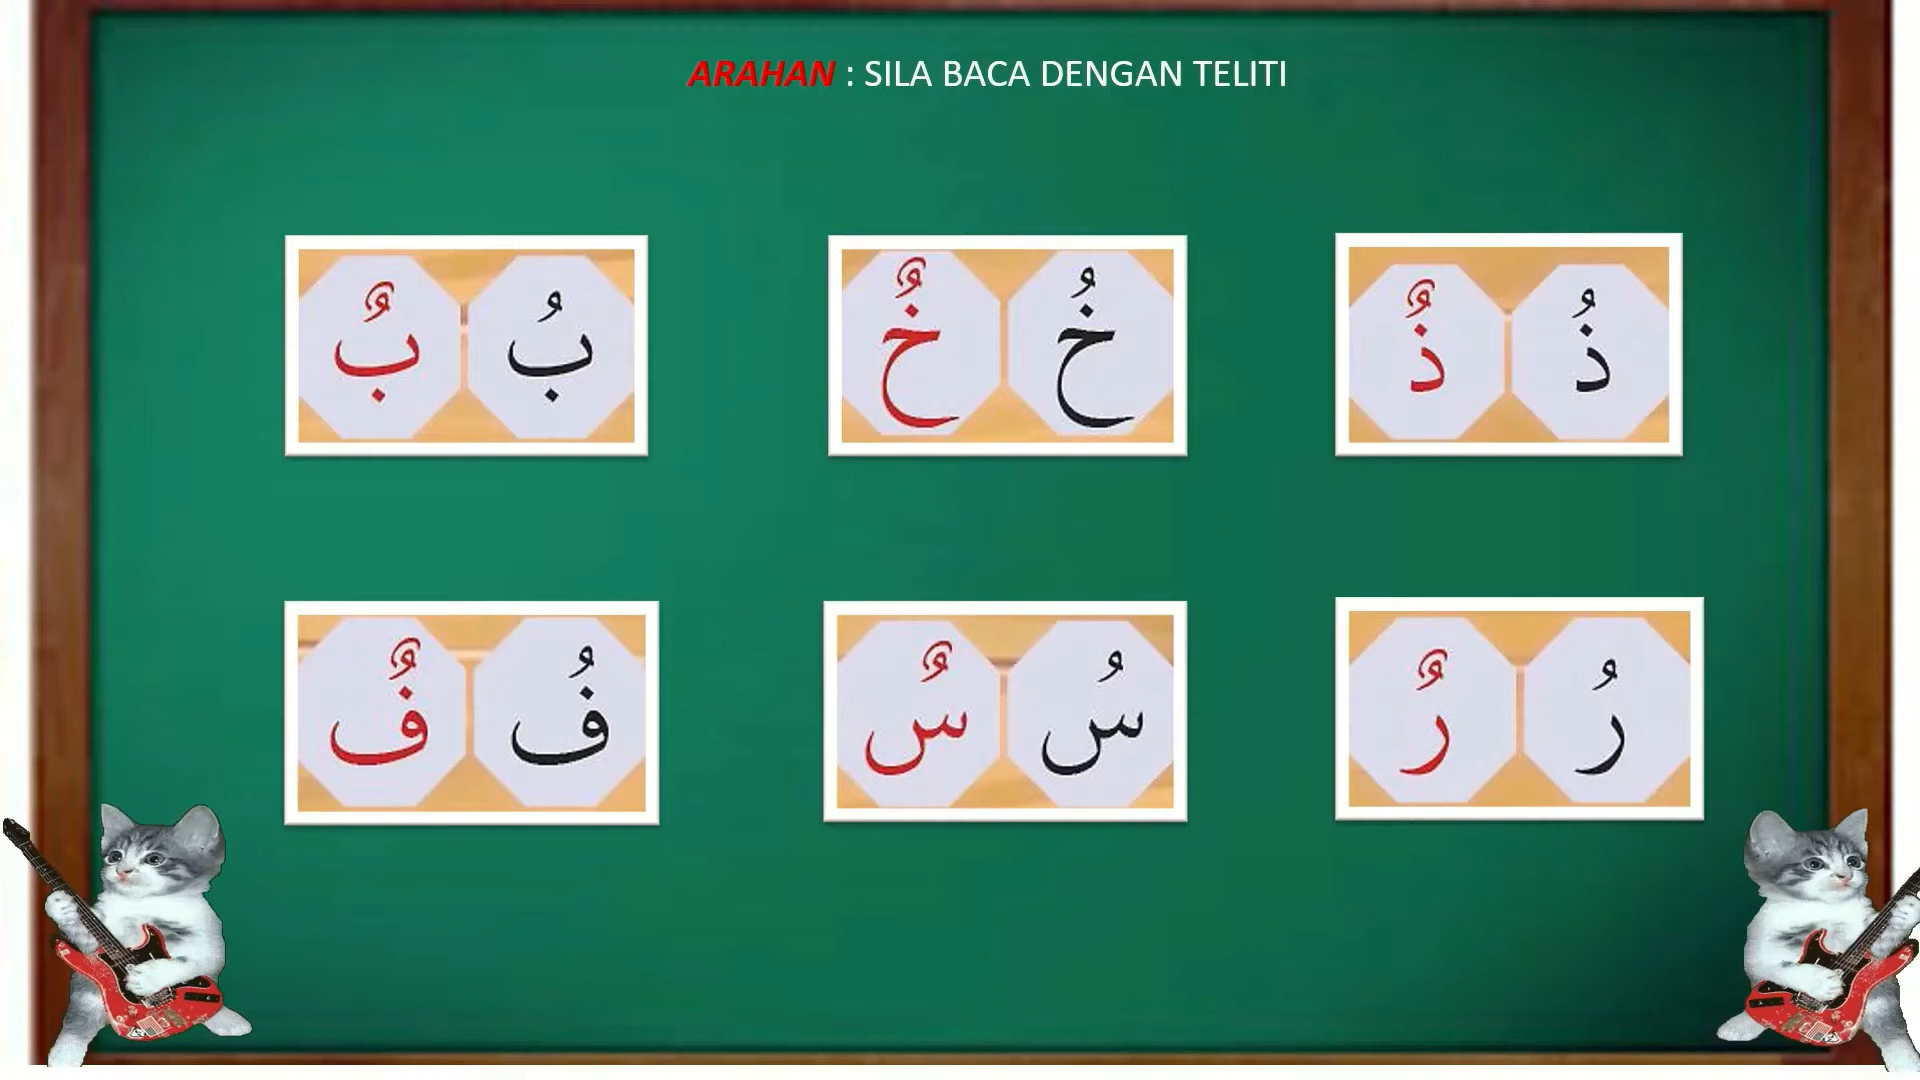 ARAHAN : SILA BACA DENGAN TELITI
بُ بٌ
خُ خٌ
ذُ ذٌ
فُ فٌ
سُ سٌ
رُ رٌ